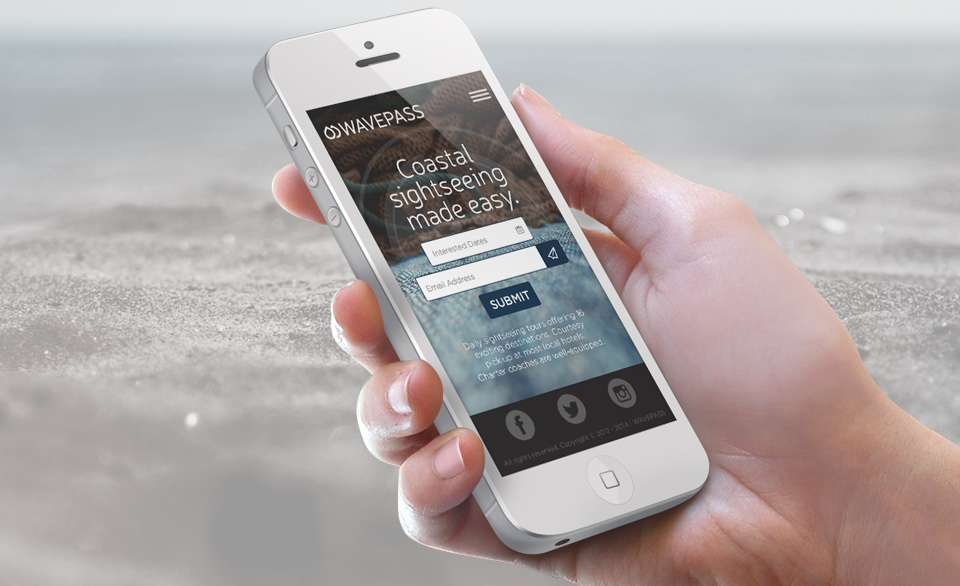 WAVEPASS
Coastal
sightseeing
made easy.
Interested Dates
Email Address
SUBMIT
Daily sightseeing tours offering 16
exciting destinations. Courtesy
pick up at most local hotels.
Charter coaches are well-equipped.
All rights reserved. Copyright © 2012 - 2014 | WAVEPASS